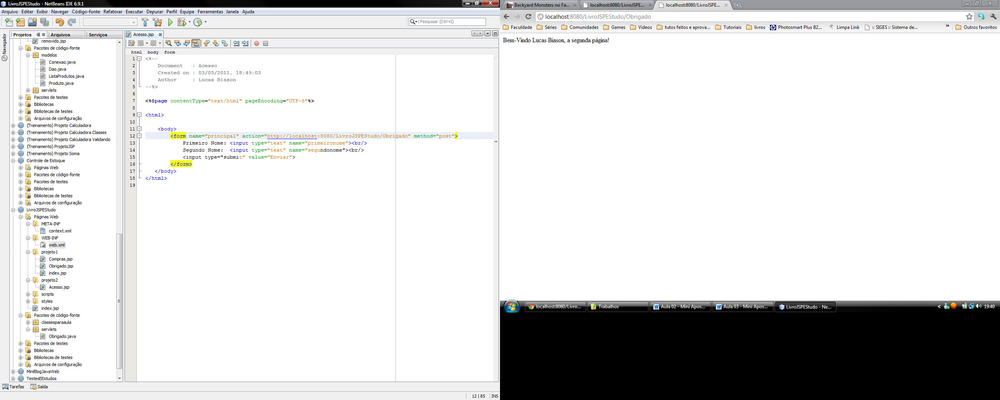 LivroJSPEStudo - NetBeans IDE 6.9.1
Arquivo Editar Exibir Navegar Código-fonte Refatorar Executar Depurar Perfil Equipe Ferramentas Janela Ajuda
Pesquisar (Ctrl+I)
Navegador
Projetos Arquivos Serviços
removido.jsp
Pacotes de código-fonte
modelos
Conexao.java
Dao.java
ListaProdutos.java
Produto.java
servlets
Pacotes de testes
Bibliotecas
Bibliotecas de testes
Arquivos de configuração
(Treinamento) Projeto Calculadora
(Treinamento) Projeto Calculadora Classes
(Treinamento) Projeto Calculadora Validando
(Treinamento) ProjetoJSP
(Treinamento) Projeto Soma
Controle de Estoque
Páginas Web
Pacotes de código-fonte
Pacotes de testes
Bibliotecas
Bibliotecas de testes
Arquivos de configuração
LivroJSPEStudo
Páginas Web
META-INF
context.xml
WEB-INF
web.xml
projeto1
Compras.jsp
Obrigado.jsp
index.jsp
projeto2
Acesso.jsp
scripts
styles
index.jsp
Pacotes de código-fonte
classesparaaula
servlets
Obrigado.java
Pacotes de testes
Bibliotecas
Bibliotecas de testes
Arquivos de configuração
MiniBlogJavaWeb
TestesEEstudos
Acesso.jsp
html body form
1 <%--
2 Document : Acesso
3 Created on : 03/05/2011, 18:49:03
4 Author : Lucas Biason
5 --%>
6
7 <%@page contentType="text/html" pageEncoding="UTF-8"%>
8
9 <html>
10
11 <body>
12 <form name="principal" action="http://localhost:8080/LivroJSPEStudo/Obrigado" method="post">
13 Primeiro Nome: <input type="text" name="primeironome"><br/>
14 Segundo Nome: <input type="text" name="segundonome"><br/>
15 <input type="submit" value="Enviar">
16 </form>
17 </body>
18 </html>
19
Tarefas Saída
12 | 85 INS
Backyard Monsters no Fa... localhost:8080/LivroJSPE... localhost:8080/LivroJSPE...
localhost:8080/LivroJSPEStudo/Obrigado
Faculdade Séries Comunidades Games Videos tutos feitos e aprova... Tutoriais livros Photosmart Plus B2... Limpa Link :: SIGES :: Sistema de... » Outros favoritos
Bem-Vindo Lucas Biason, a segunda página!
localhost:8080/Livro... Trabalhos Aula 02 - Mini Apos... Aula 03 - Mini Apos... LivroJSPEStudo - Ne... 19:40